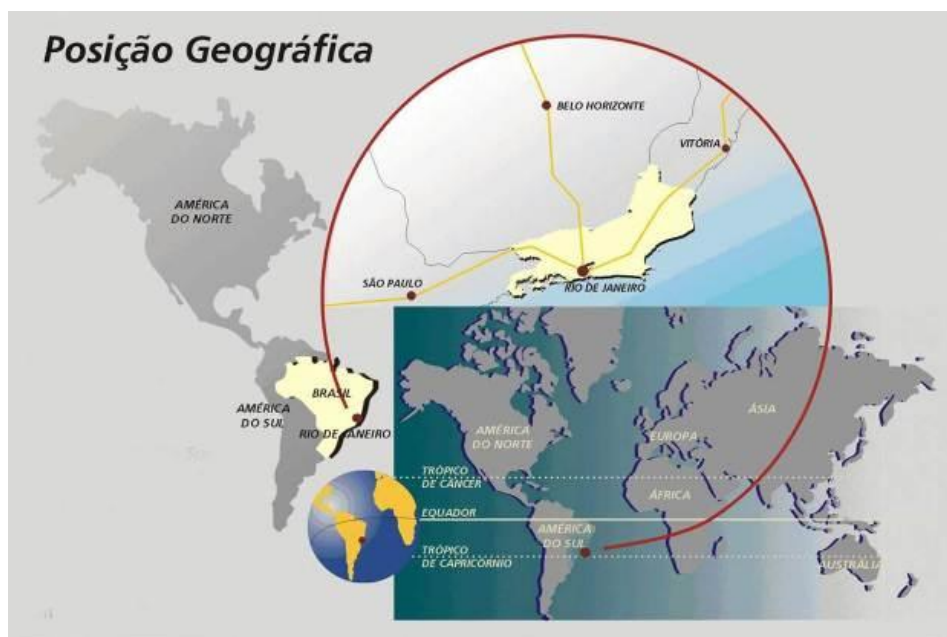 Posição Geográfica
BELO HORIZONTE
VITÓRIA
AMÉRICA
DO NORTE
SÃO PAULO
RIO DE JANEIRO
BRASIL
AMÉRICA
DO SUL
RIO DE JANEIRO
AMÉRICA
DO NORTE
EUROPA
ÁSIA
TRÓPICO
DE CÂNCER
ÁFRICA
EQUADOR
AMÉRICA
DO SUL
TRÓPICO
DE CAPRICÓRNIO
AUSTRÁLIA